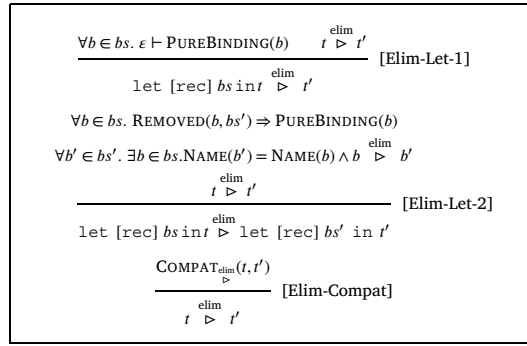 ∀b ∈ bs. ε ⊢ PUREBINDING(b) t elim ▷ t′
let [rec] bs in t elim ▷ t′ [Elim-Let-1]
∀b ∈ bs. REMOVED(b, bs′) ⇒ PUREBINDING(b)
∀b′ ∈ bs′. ∃b ∈ bs.NAME(b′) = NAME(b) ∧ b elim ▷ b′
t elim ▷ t′
let [rec] bs in t elim ▷ let [rec] bs′ in t′ [Elim-Let-2]
COMPAT elim ▷ (t, t′)
t elim ▷ t′ [Elim-Compat]